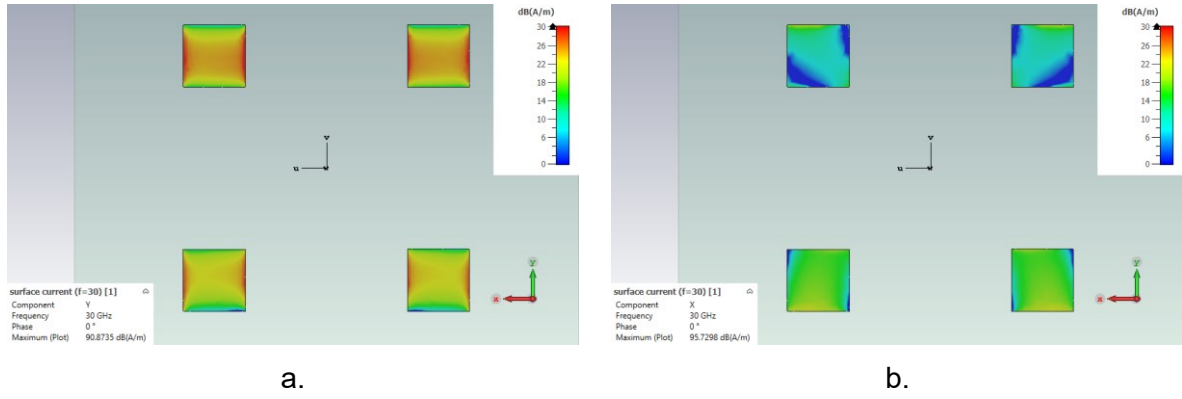 dB(A/m)
30
26
22
18
14
10
6
0
v
u w
Y
X
surface current (f=30) [1]
Component Y
Frequency 30 GHz
Phase 0 °
Maximum (Plot) 90.8735 dB(A/m)
a.
dB(A/m)
30
26
22
18
14
10
6
0
v
u w
Y
X
surface current (f=30) [1]
Component X
Frequency 30 GHz
Phase 0 °
Maximum (Plot) 95.7298 dB(A/m)
b.